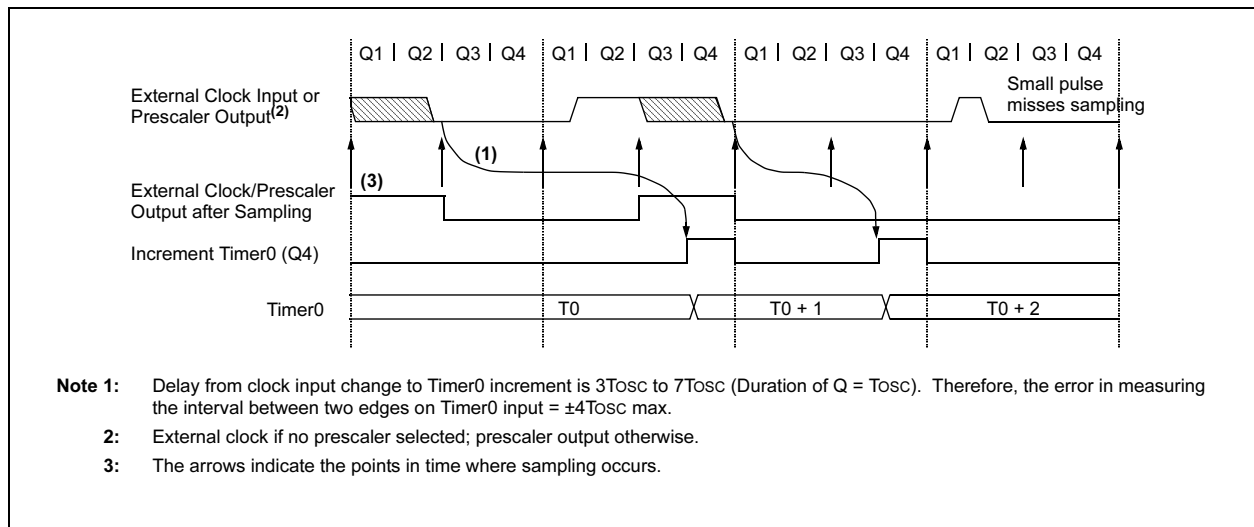 Q1 | Q2 | Q3 | Q4 | Q1 | Q2 | Q3 | Q4 Q1 | Q2 | Q3 | Q4 Q1 | Q2 | Q3 | Q4
External Clock Input or
Prescaler Output(2)
Small pulse
misses sampling
(1)
(3)
External Clock/Prescaler
Output after Sampling
Increment Timer0 (Q4)
Timer0
T0
T0 + 1
T0 + 2
Note 1: Delay from clock input change to Timer0 increment is 3TOSC to 7TOSC (Duration of Q = TOSC). Therefore, the error in measuring
the interval between two edges on Timer0 input = ±4TOSC max.
2: External clock if no prescaler selected; prescaler output otherwise.
3: The arrows indicate the points in time where sampling occurs.